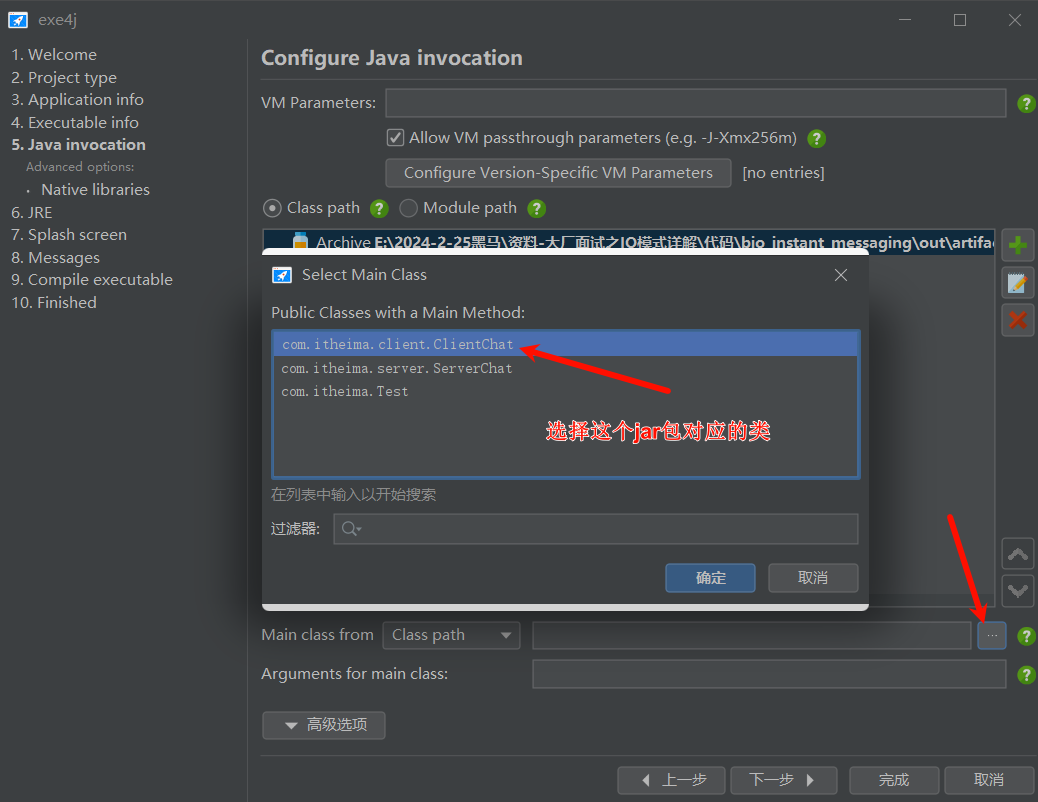 exe4j
1. Welcome
2. Project type
3. Application info
4. Executable info
5. Java invocation
Advanced options:
· Native libraries
6. JRE
7. Splash screen
8. Messages
9. Compile executable
10. Finished
Configure Java invocation
VM Parameters:
Allow VM passthrough parameters (e.g. -J-Xmx256m)
Configure Version-Specific VM Parameters [no entries]
Class path Module path
Archive E:\2024-2-25黑马\资料-大厂面试之IO模式详解\代码\bio_instant_messaging\out\artifac
Select Main Class
Public Classes with a Main Method:
com.itheima.client.ClientChat
com.itheima.server.ServerChat
com.itheima.Test
选择这个jar包对应的类
在列表中输入以开始搜索
过滤器:
确定 取消
Main class from Class path ...
Arguments for main class:
高级选项
上一步 下一步 完成 取消